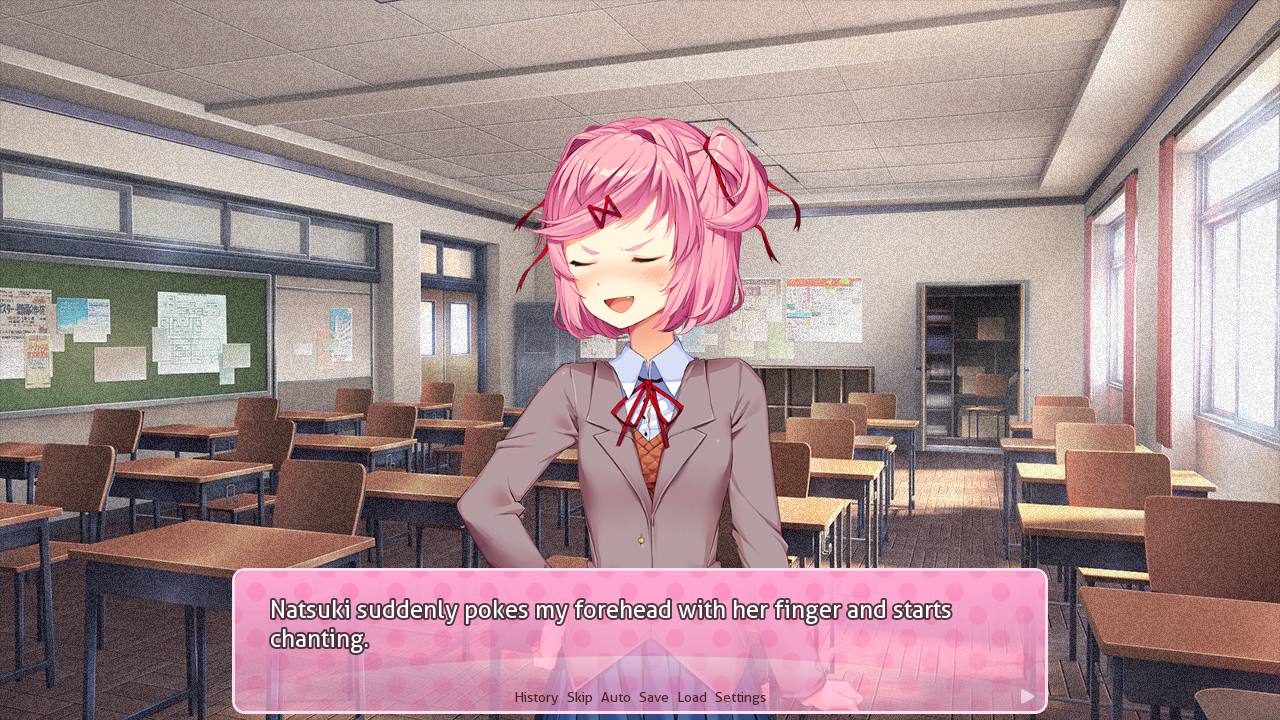 Natsuki suddenly pokes my forehead with her finger and starts
chanting.
History Skip Auto Save Load Settings